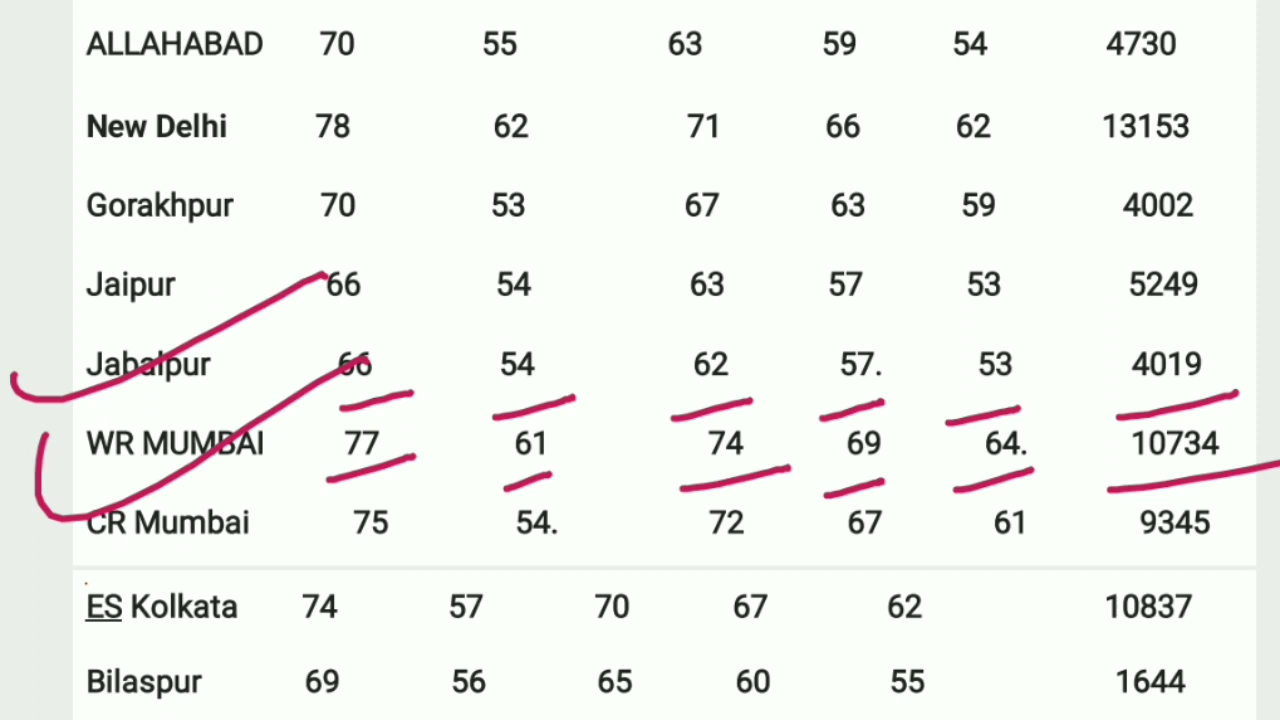 ALLAHABAD 70 55 63 59 54 4730
New Delhi 78 62 71 66 62 13153
Gorakhpur 70 53 67 63 59 4002
Jaipur 66 54 63 57 53 5249
Jabalpur 66 54 62 57. 53 4019
WR MUMBAI 77 61 74 69 64. 10734
CR Mumbai 75 54. 72 67 61 9345
ES Kolkata 74 57 70 67 62 10837
Bilaspur 69 56 65 60 55 1644